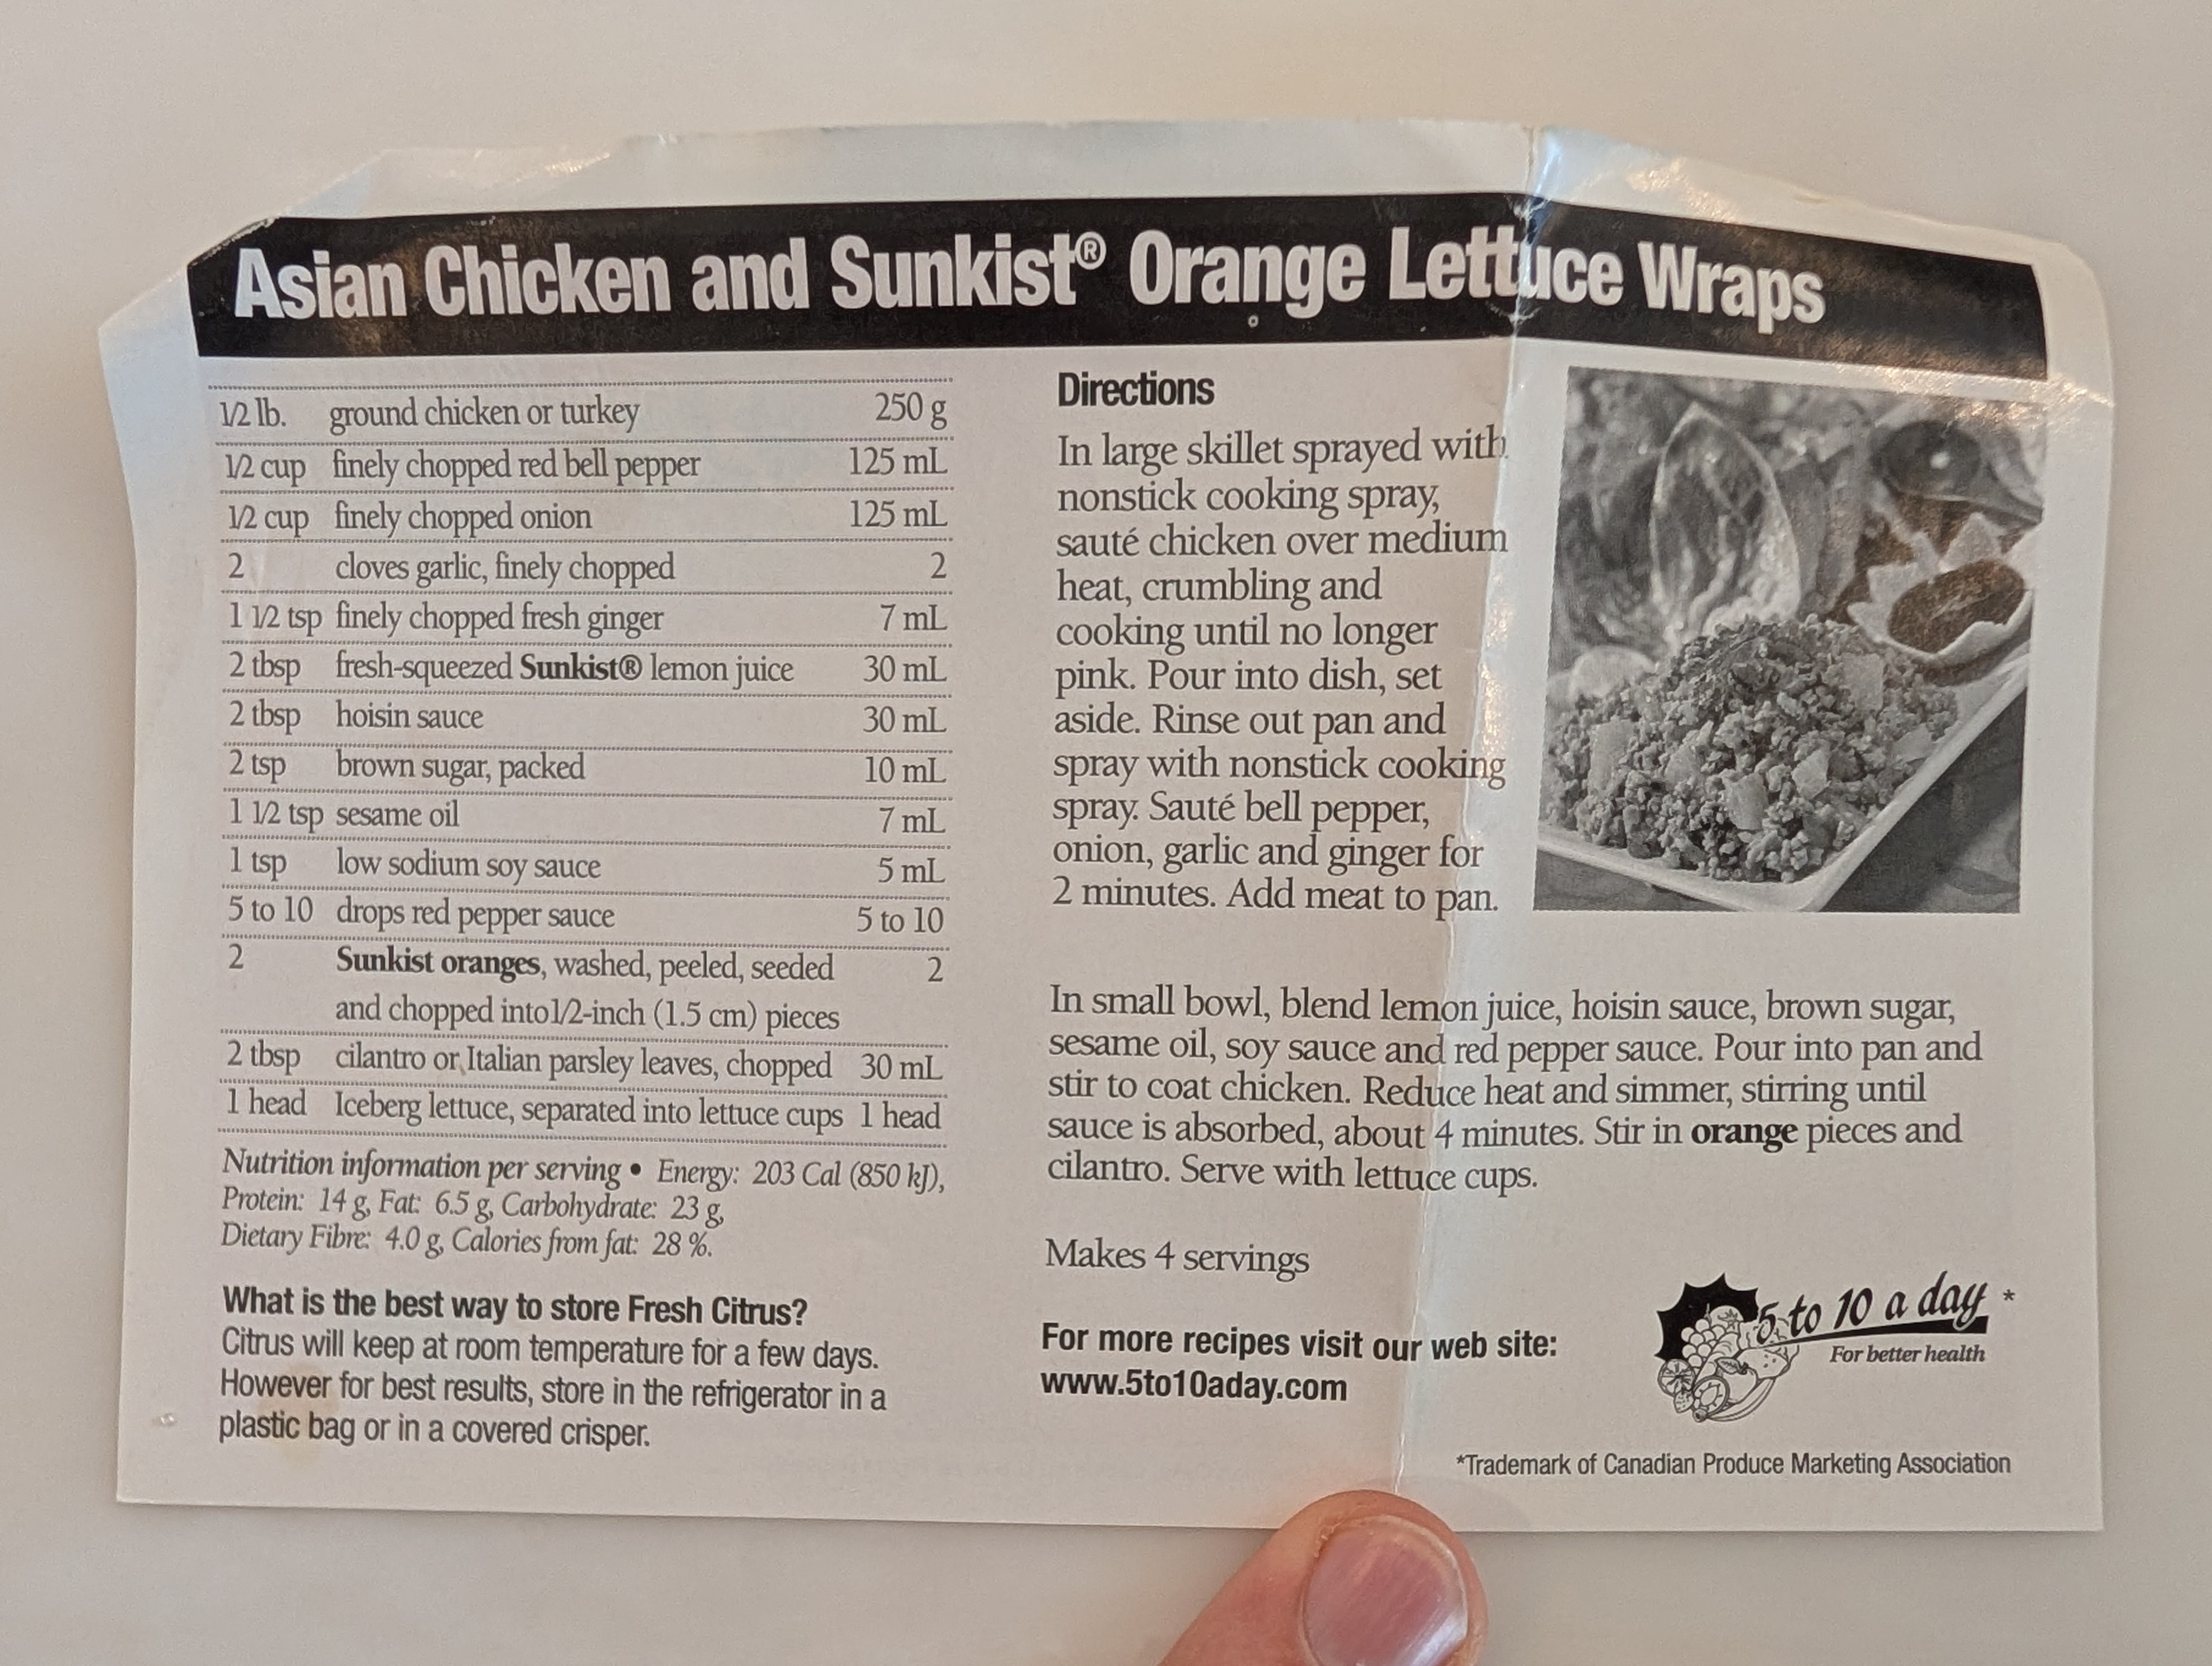 Asian Chicken and Sunkist® Orange Lettuce Wraps
1/2 lb. ground chicken or turkey 250 g
1/2 cup finely chopped red bell pepper 125 mL
1/2 cup finely chopped onion 125 mL
2 cloves garlic, finely chopped 2
1 1/2 tsp finely chopped fresh ginger 7 mL
2 tbsp fresh-squeezed Sunkist® lemon juice 30 mL
2 tbsp hoisin sauce 30 mL
2 tsp brown sugar, packed 10 mL
1 1/2 tsp sesame oil 7 mL
1 tsp low sodium soy sauce 5 mL
5 to 10 drops red pepper sauce 5 to 10
2 Sunkist oranges, washed, peeled, seeded 2
and chopped into1/2-inch (1.5 cm) pieces
2 tbsp cilantro or Italian parsley leaves, chopped 30 mL
1 head Iceberg lettuce, separated into lettuce cups 1 head
Nutrition information per serving • Energy: 203 Cal (850 kJ),
Protein: 14 g, Fat: 6.5 g, Carbohydrate: 23 g,
Dietary Fibre: 4.0 g, Calories from fat: 28 %.
What is the best way to store Fresh Citrus?
Citrus will keep at room temperature for a few days.
However for best results, store in the refrigerator in a
plastic bag or in a covered crisper.
Directions
In large skillet sprayed with
nonstick cooking spray,
sauté chicken over medium
heat, crumbling and
cooking until no longer
pink. Pour into dish, set
aside. Rinse out pan and
spray with nonstick cooking
spray. Sauté bell pepper,
onion, garlic and ginger for
2 minutes. Add meat to pan.
In small bowl, blend lemon juice, hoisin sauce, brown sugar,
sesame oil, soy sauce and red pepper sauce. Pour into pan and
stir to coat chicken. Reduce heat and simmer, stirring until
sauce is absorbed, about 4 minutes. Stir in orange pieces and
cilantro. Serve with lettuce cups.
Makes 4 servings
For more recipes visit our web site:
www.5to10aday.com
5 to 10 a day *
For better health
*Trademark of Canadian Produce Marketing Association